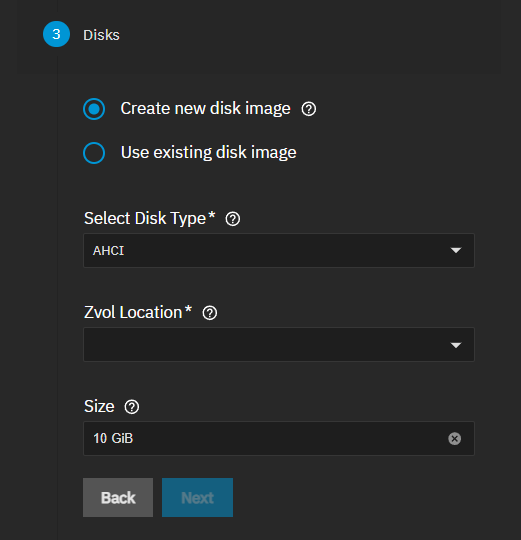 3 Disks
Create new disk image
Use existing disk image
Select Disk Type*
AHCI
Zvol Location*
Size
10 GiB
Back Next